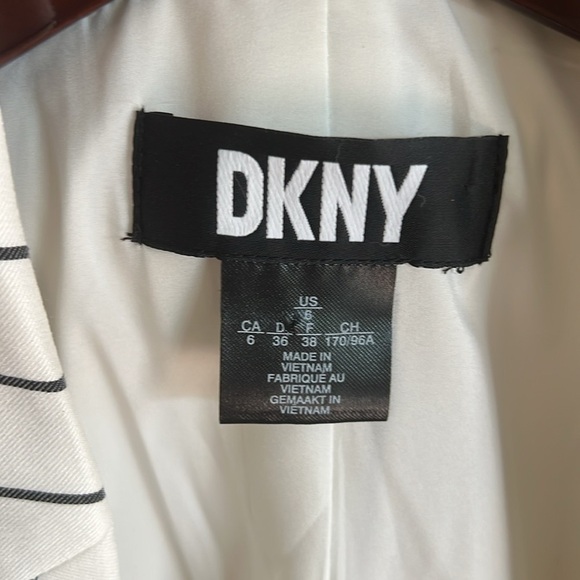 DKNY
US
6
CA D F CH
6 36 38 170/96A
MADE IN
VIETNAM
FABRIQUE AU
VIETNAM
GEMAAKT IN
VIETNAM